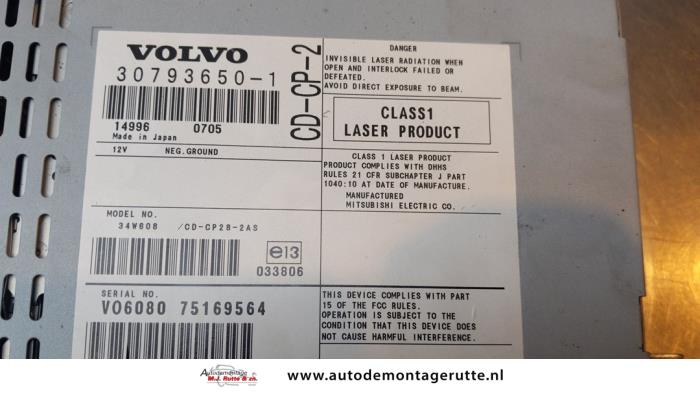 VOLVO
30793650-1
14996 0705
Made in Japan
CD-CP-2
12V NEG.GROUND
MODEL NO.
34W608 /CD-CP28-2AS
e13
033806
SERIAL NO.
VO6080 75169564
DANGER
INVISIBLE LASER RADIATION WHEN
OPEN AND INTERLOCK FAILED OR
DEFEATED.
AVOID DIRECT EXPOSURE TO BEAM.
CLASS1
LASER PRODUCT
CLASS 1 LASER PRODUCT
PRODUCT COMPLIES WITH DHHS
RULES 21 CFR SUBCHAPTER J PART
1040:10 AT DATE OF MANUFACTURE.
MANUFACTURED
MITSUBISHI ELECTRIC CO.
THIS DEVICE COMPLIES WITH PART
15 OF THE FCC RULES.
OPERATION IS SUBJECT TO THE
CONDITION THAT THIS DEVICE DOES
NOT CAUSE HARMFUL INTERFERENCE.
Autodemontage
M.J. Rutte & zn.
www.autodemontagerutte.nl